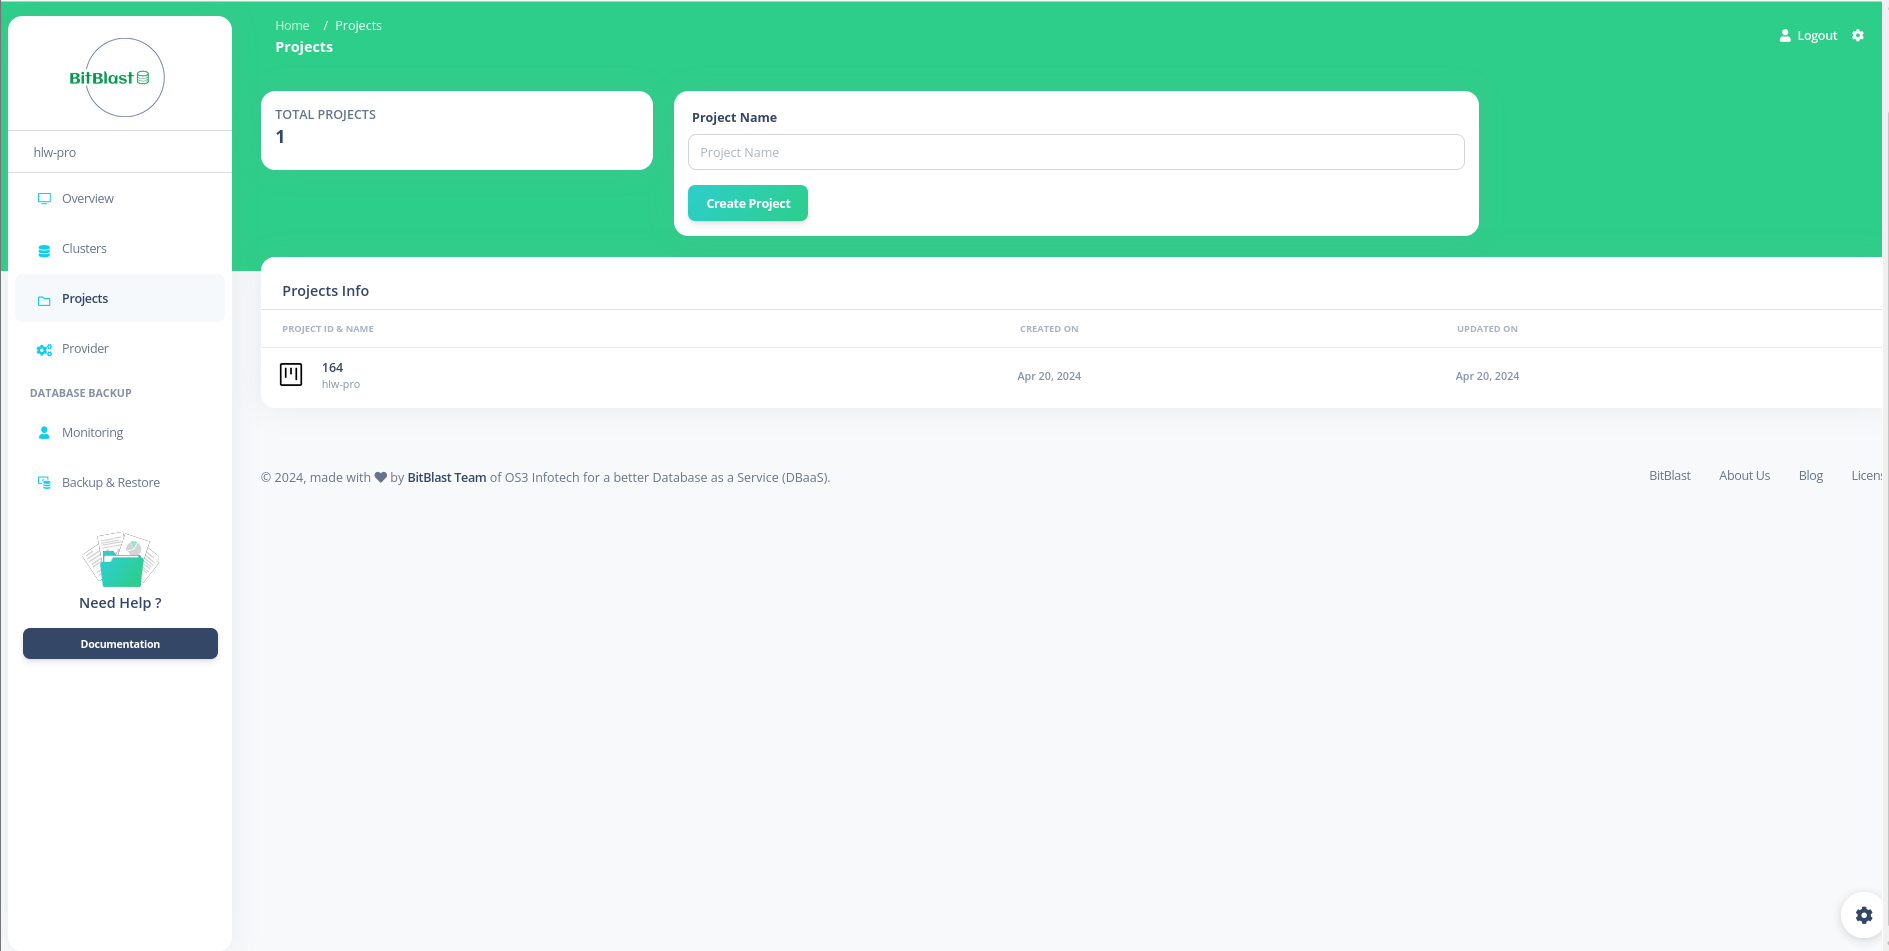 BitBlast
hlw-pro
Overview
Clusters
Projects
Provider
DATABASE BACKUP
Monitoring
Backup & Restore
Need Help ?
Documentation
Home / Projects
Projects
Logout
TOTAL PROJECTS
1
Project Name
Project Name
Create Project
Projects Info
PROJECT ID & NAME CREATED ON UPDATED ON
164
hlw-pro
Apr 20, 2024 Apr 20, 2024
© 2024, made with by BitBlast Team of OS3 Infotech for a better Database as a Service (DBaaS).
BitBlast About Us Blog Licens